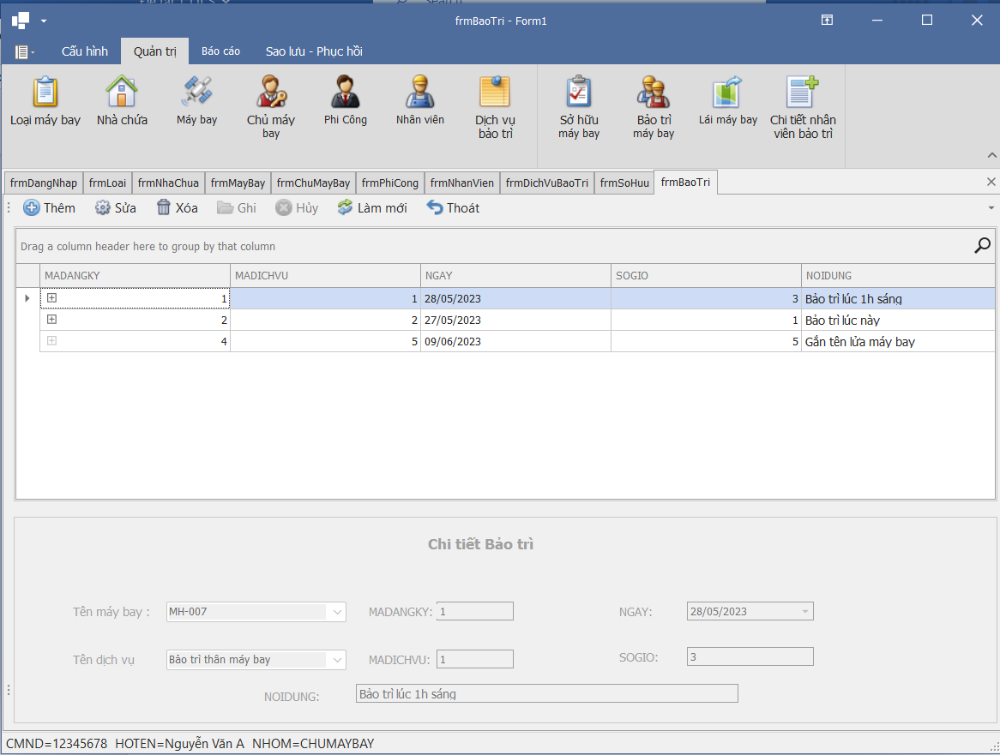 frmBaoTri - Form1
Cấu hình Quản trị Báo cáo Sao lưu - Phục hồi
Loại máy bay Nhà chứa Máy bay Chủ máy bay Phi Công Nhân viên Dịch vụ bảo trì Sở hữu máy bay Bảo trì máy bay Lái máy bay Chi tiết nhân viên bảo trì
frmDangNhap frmLoai frmNhaChua frmMayBay frmChuMayBay frmPhiCong frmNhanVien frmDichVuBaoTri frmSoHuu frmBaoTri
Thêm Sửa Xóa Ghi Hủy Làm mới Thoát
Drag a column header here to group by that column
MADANGKY MADICHVU NGAY SOGIO NOIDUNG
1 1 28/05/2023 3 Bảo trì lúc 1h sáng
2 2 27/05/2023 1 Bảo trì lúc này
4 5 09/06/2023 5 Gắn tên lửa máy bay
Chi tiết Bảo trì
Tên máy bay : MH-007 MADANGKY: 1 NGAY: 28/05/2023
Tên dịch vụ Bảo trì thân máy bay MADICHVU: 1 SOGIO: 3
NOIDUNG: Bảo trì lúc 1h sáng
CMND=12345678 HOTEN=Nguyễn Văn A NHOM=CHUMAYBAY